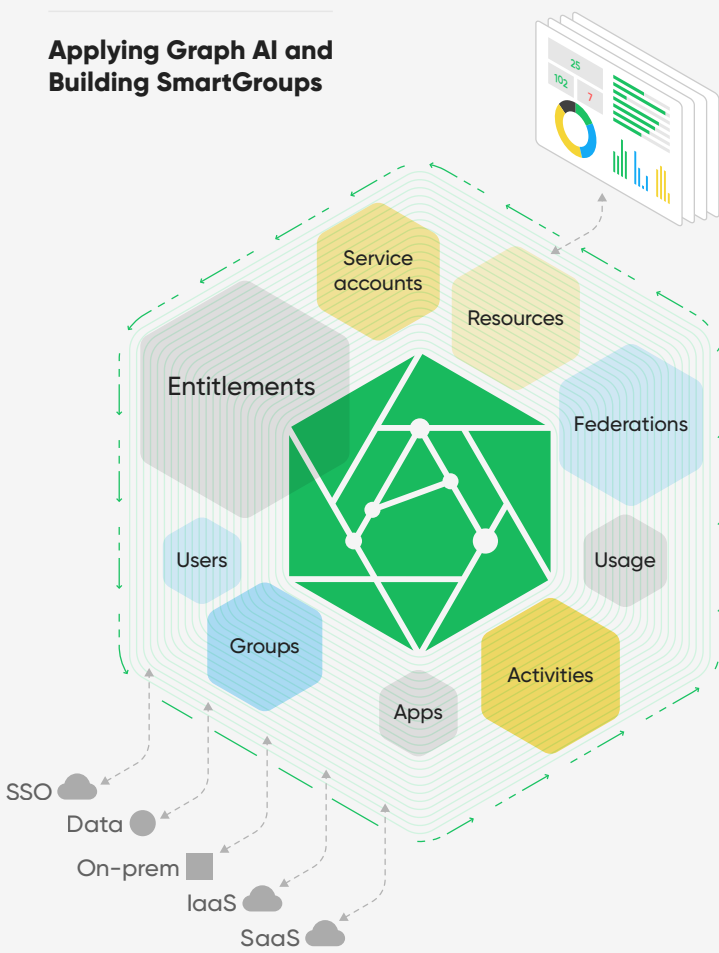 Applying Graph AI and
Building SmartGroups
25
102
7
Service
accounts
Resources
Entitlements
Federations
Users
Usage
Groups
Activities
Apps
SSO
Data
On-prem
IaaS
SaaS